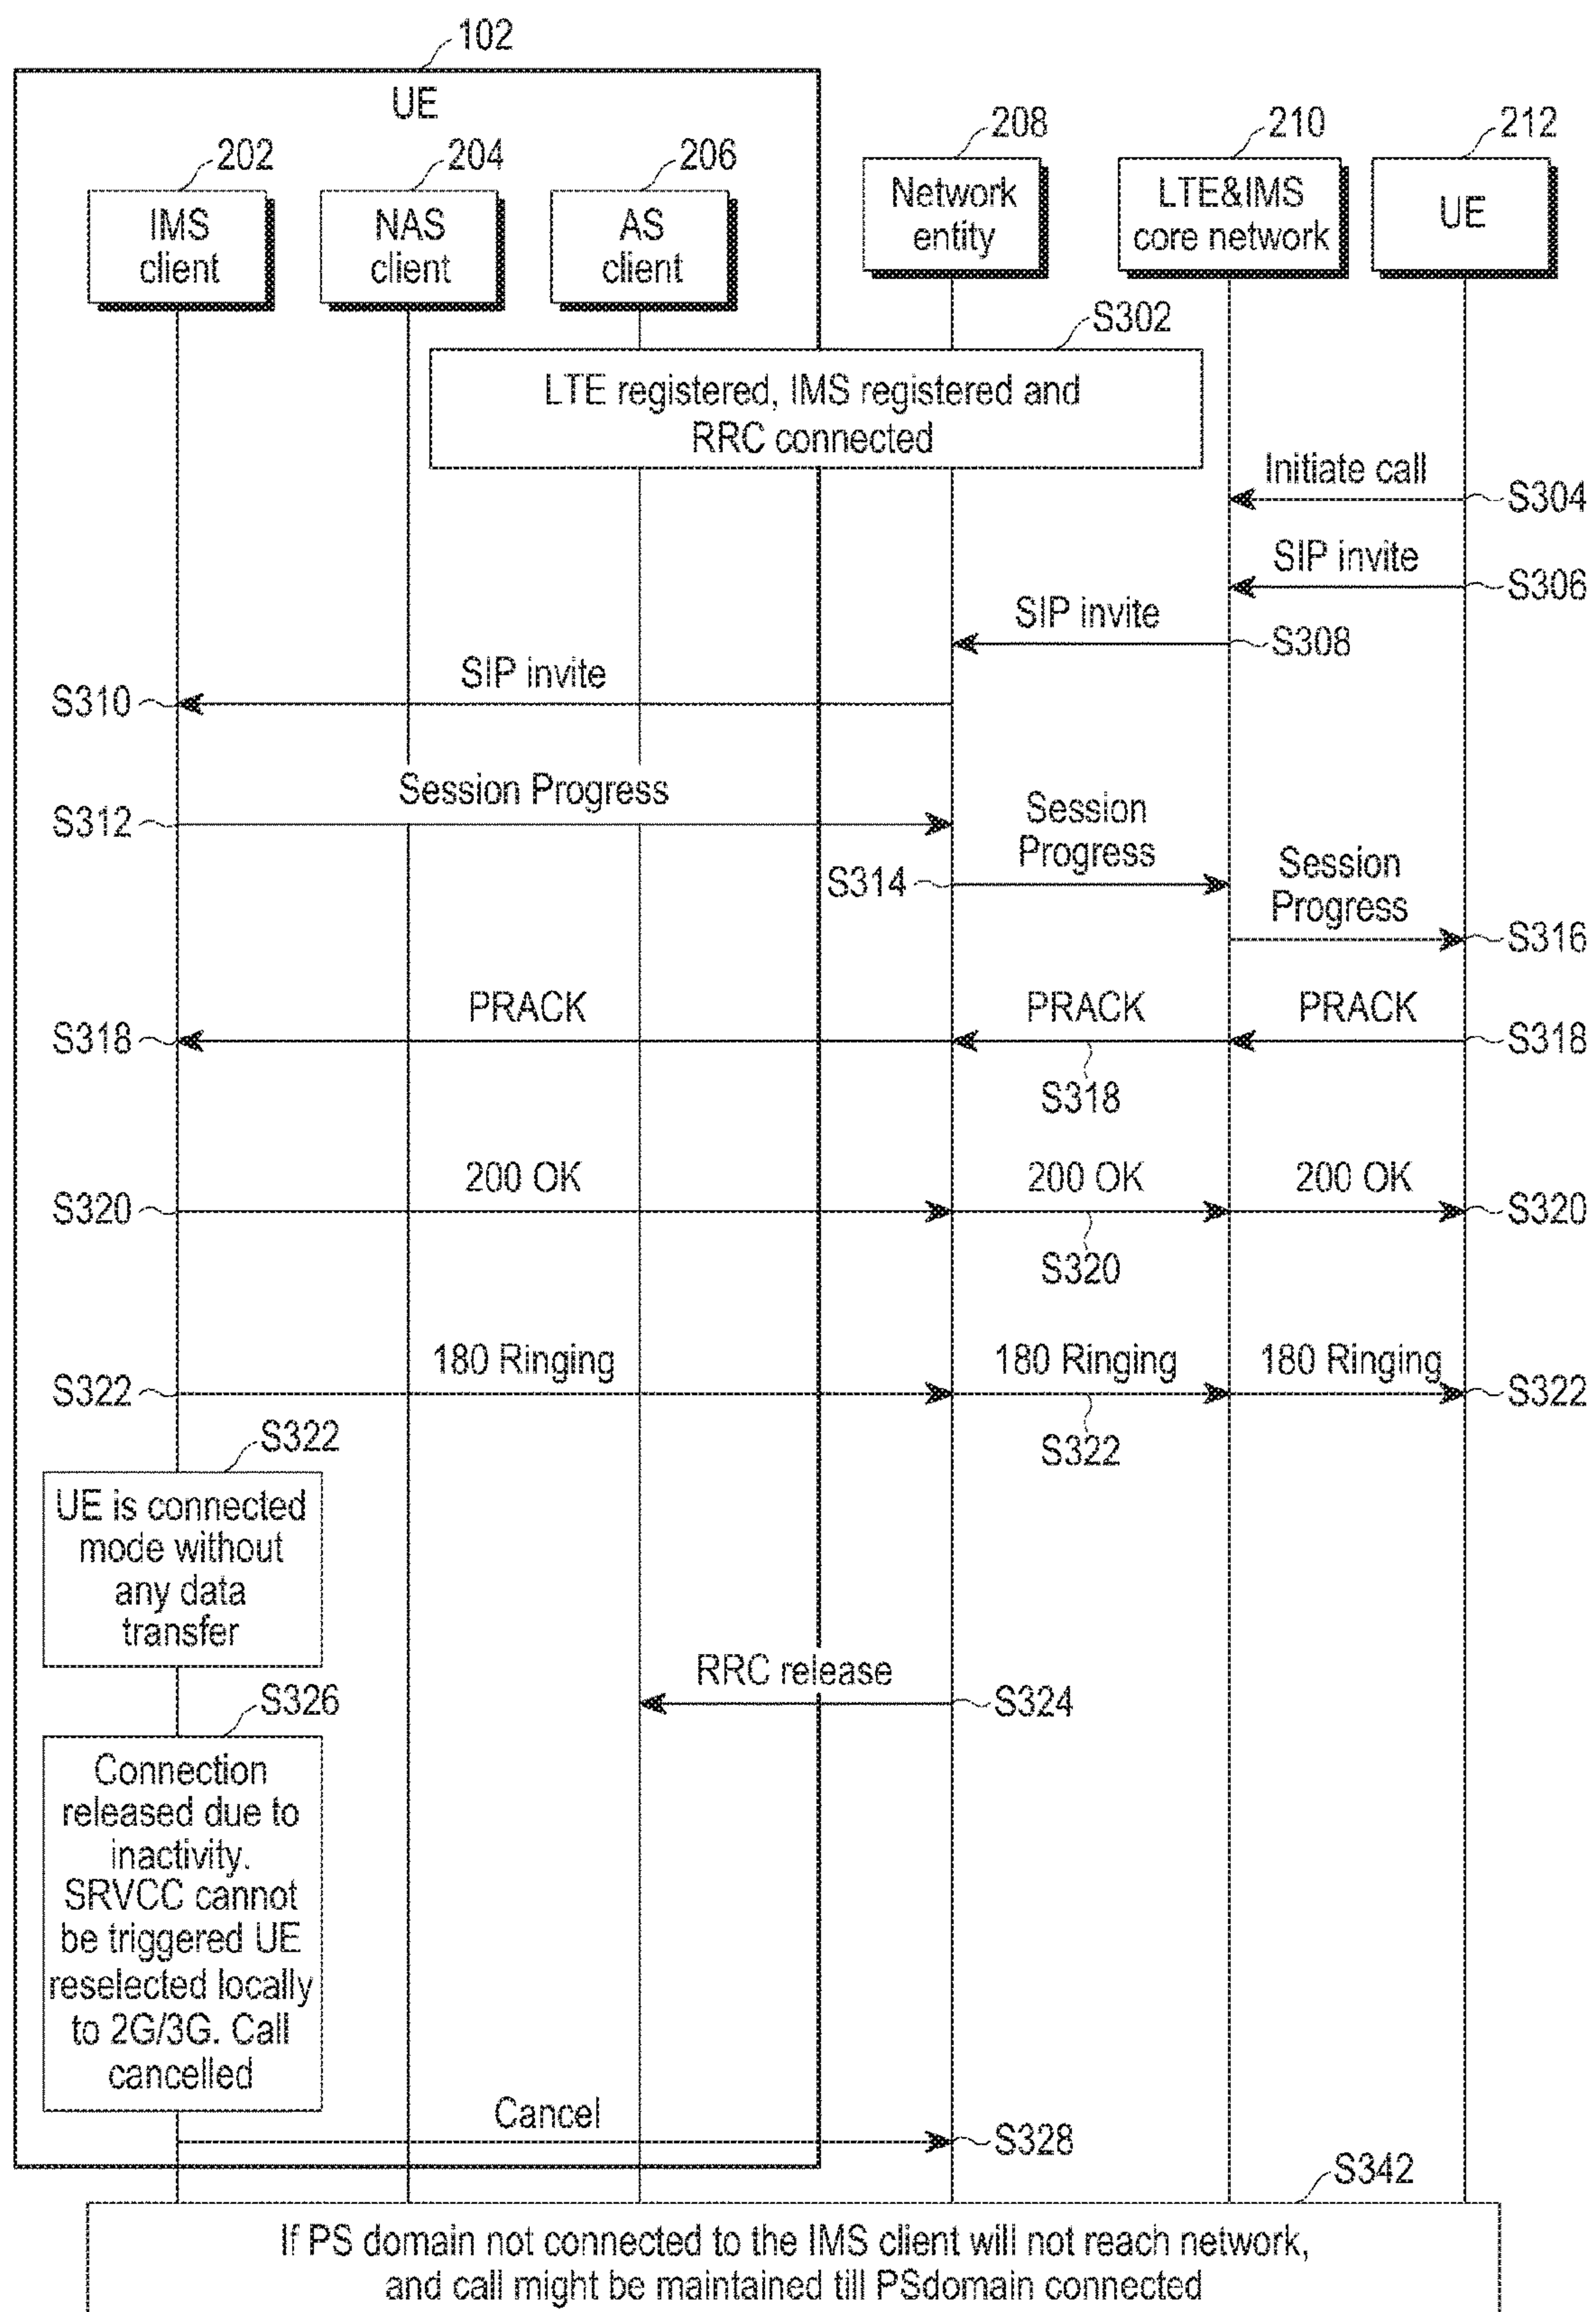 102
UE
202
204
206
208
210
212
IMS
client
NAS
client
AS
client
Network
entity
LTE&IMS
core network
UE
S302
LTE registered, IMS registered and
RRC connected
Initiate call
S304
SIP invite
S306
SIP invite
S308
SIP invite
S310
Session Progress
S312
Session
Progress
S314
Session
Progress
S316
PRACK
PRACK
PRACK
S318
S318
S318
200 OK
200 OK
200 OK
S320
S320
S320
180 Ringing
180 Ringing
180 Ringing
S322
S322
S322
S322
UE is connected
mode without
any data
transfer
RRC release
S324
S326
Connection
released due to
inactivity.
SRVCC cannot
be triggered UE
reselected locally
to 2G/3G. Call
cancelled
Cancel
S328
S342
If PS domain not connected to the IMS client will not reach network,
and call might be maintained till PSdomain connected